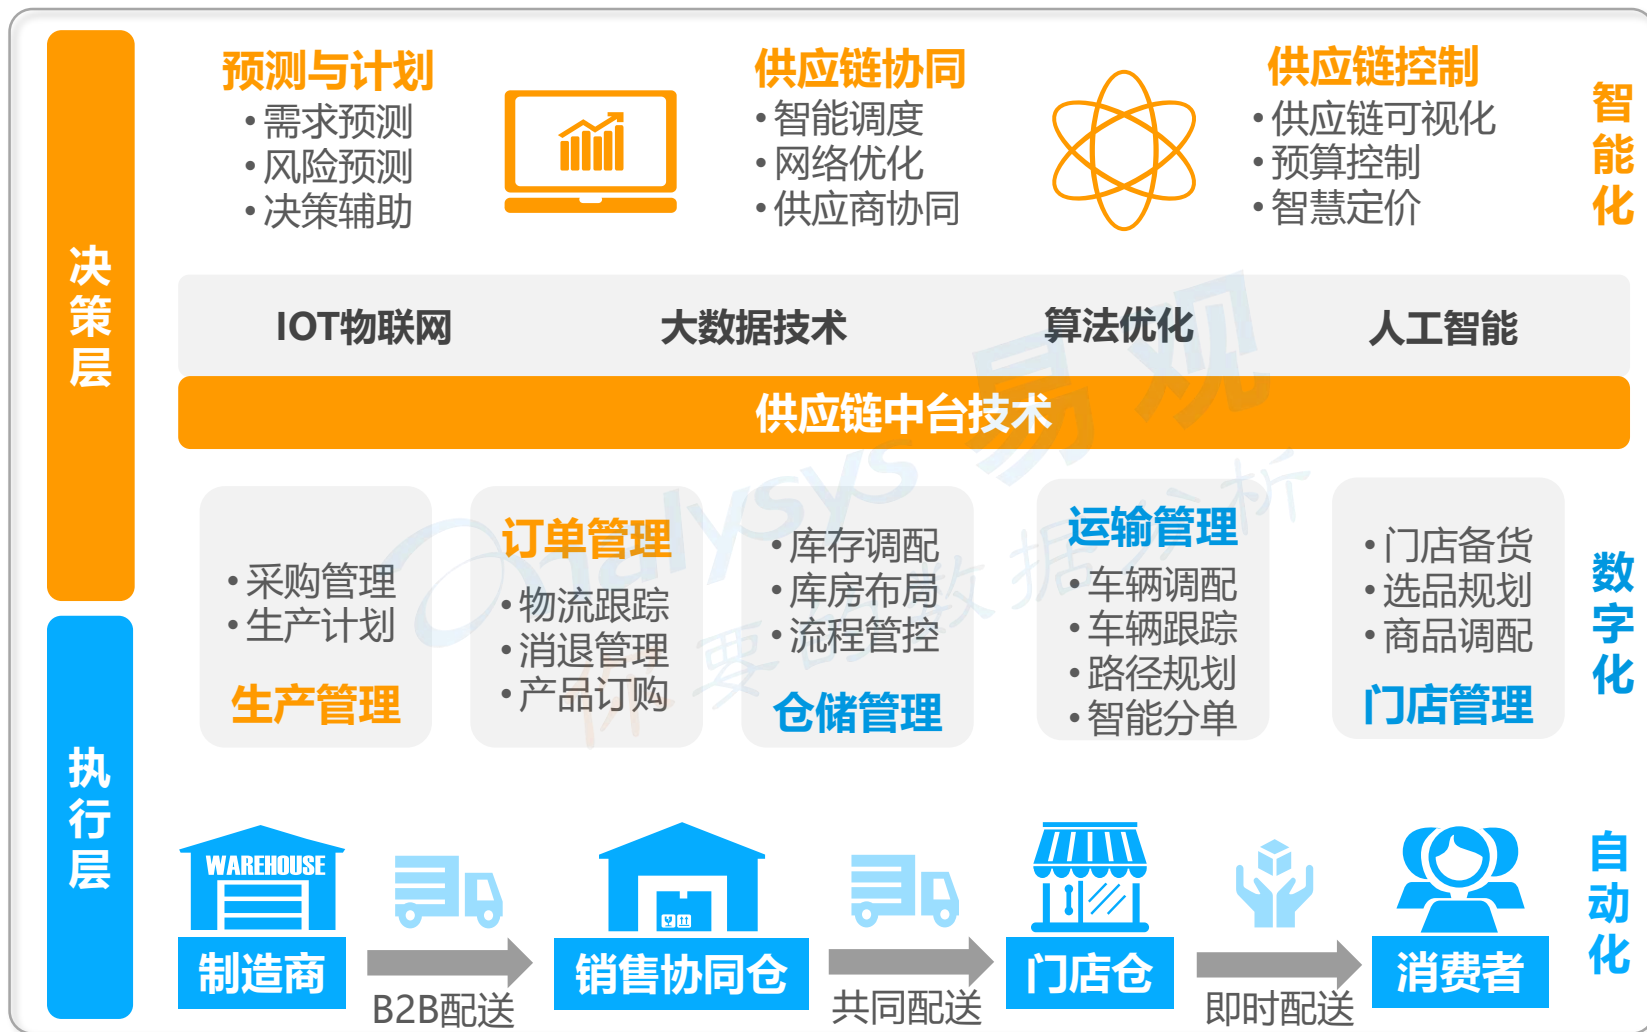 决策层
预测与计划
•需求预测
•风险预测
•决策辅助
供应链协同
•智能调度
•网络优化
•供应商协同
供应链控制
•供应链可视化
•预算控制
•智慧定价
智能化
IOT物联网
大数据技术
算法优化
人工智能
供应链中台技术
•采购管理
•生产计划
生产管理
订单管理
•物流跟踪
•消退管理
•产品订购
•库存调配
•库房布局
•流程管控
仓储管理
运输管理
•车辆调配
•车辆跟踪
•路径规划
•智能分单
•门店备货
•选品规划
•商品调配
门店管理
数字化
analysys 易观
你要的数据分析
执行层
WAREHOUSE
制造商
B2B配送
销售协同仓
共同配送
门店仓
即时配送
消费者
自动化